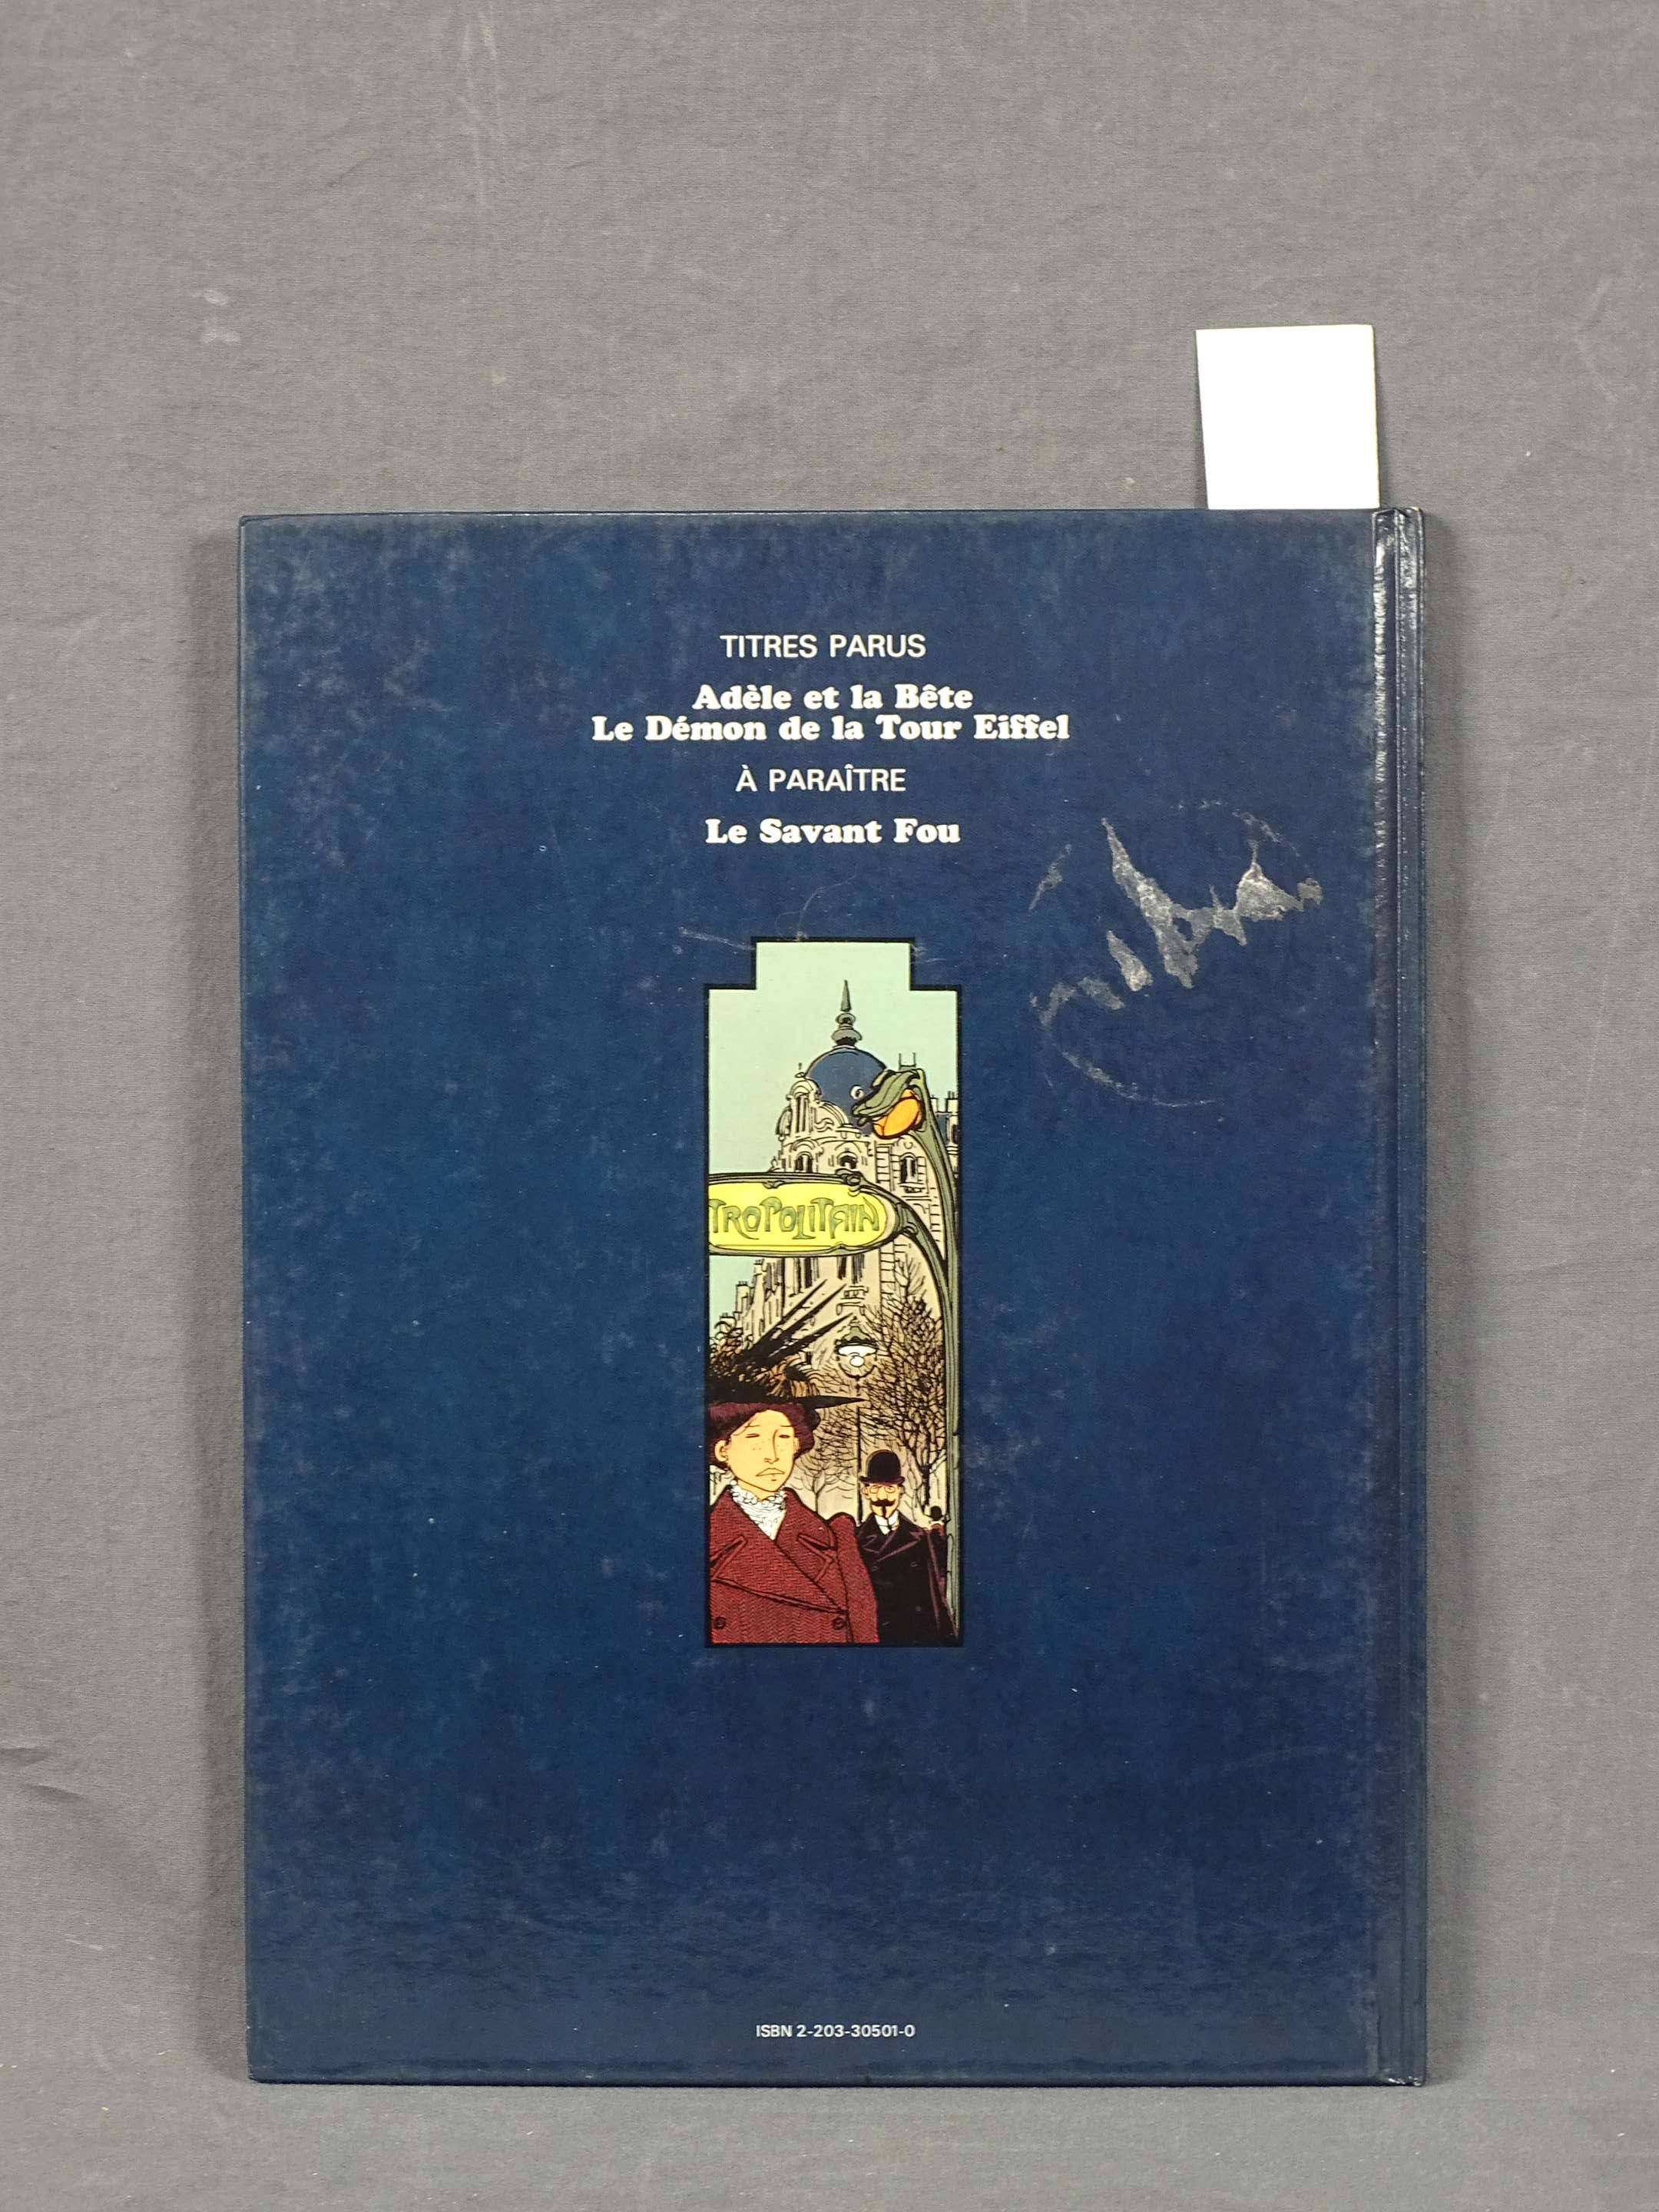 TITRES PARUS
Adèle et la Bête
Le Démon de la Tour Eiffel
À PARAÎTRE
Le Savant Fou
TROPOLITAIN
ISBN 2-203-30501-0